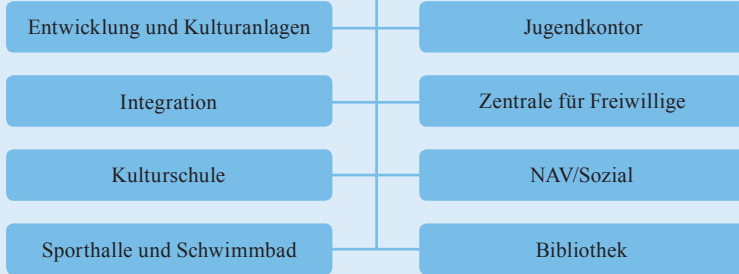 Entwicklung und Kulturanlagen
Jugendkontor
Integration
Zentrale für Freiwillige
Kulturschule
NAV/Sozial
Sporthalle und Schwimmbad
Bibliothek